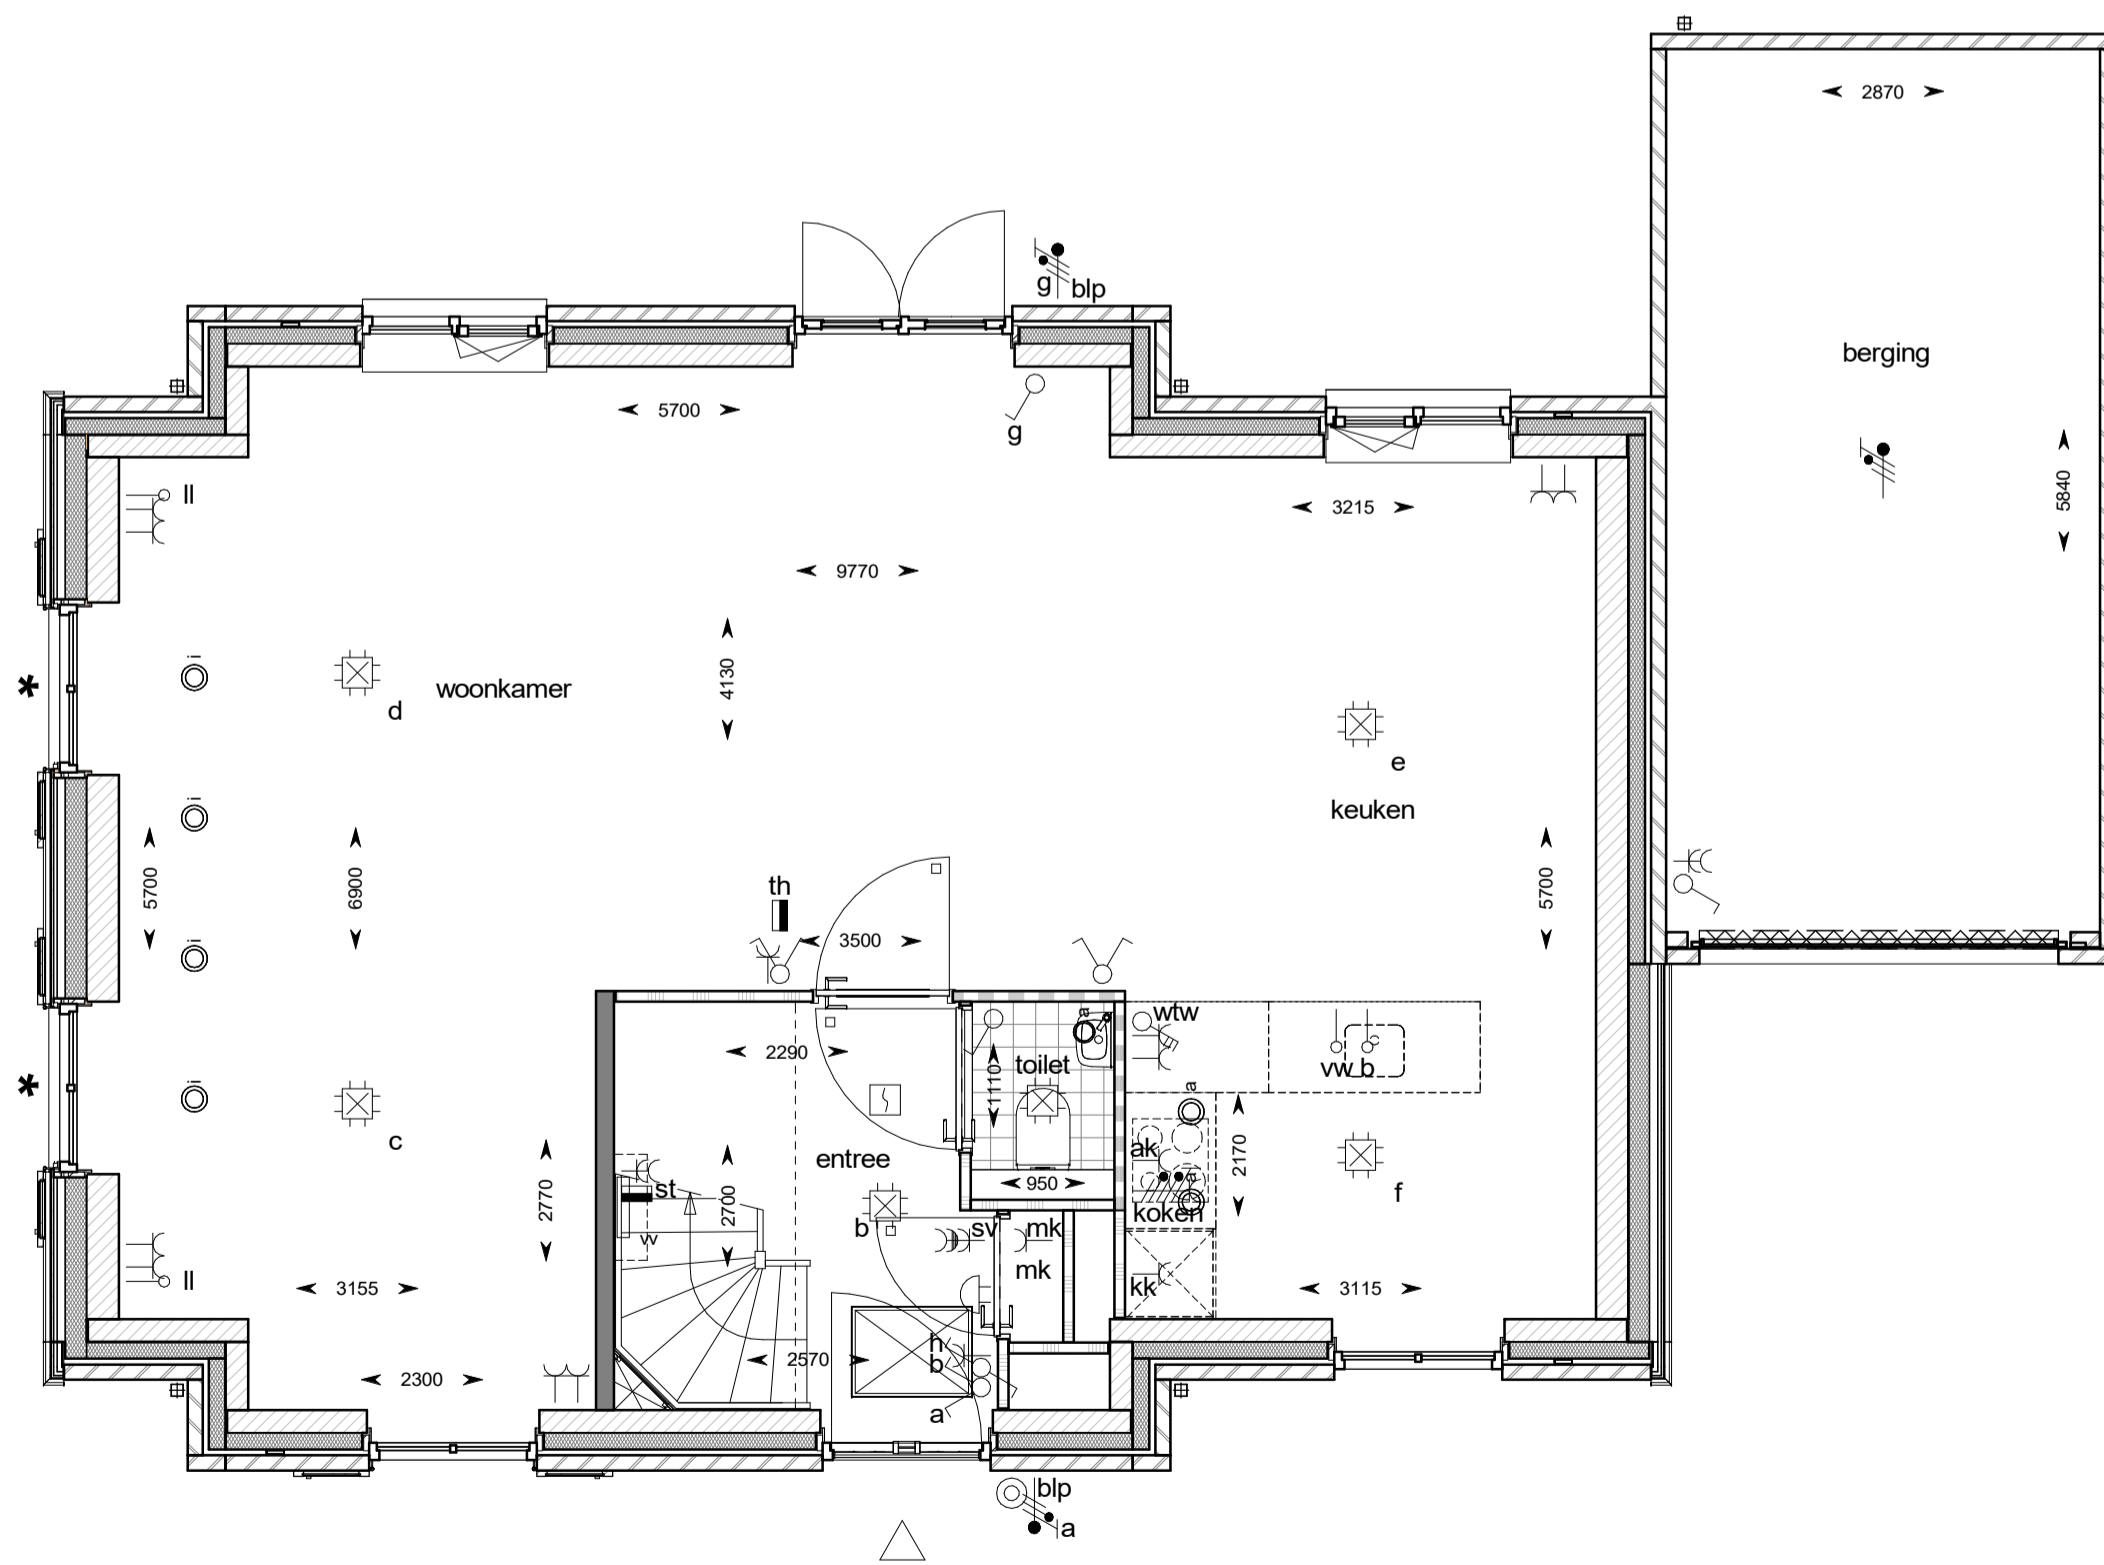 2870
g
blp
berging
5700
g
ll
3215
5840
9770
*
d
woonkamer
4130
e
keuken
i
i
i
i
5700
6900
5700
th
3500
wtw
a
2290
toilet
1110
vw b
a
*
c
entree
ak
2170
st
2770
2700
950
a
f
koken
vv
b
sv
mk
mk
kk
ll
3155
3115
h
2570
b
2300
a
blp
a